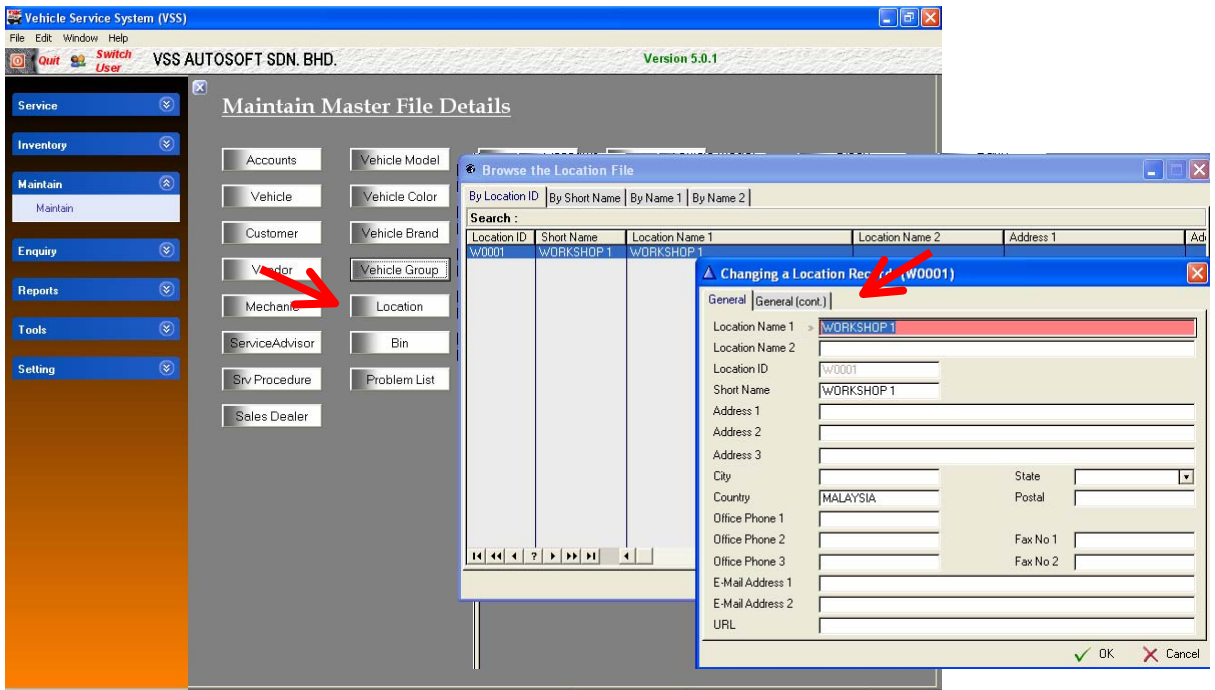 Vehicle Service System (VSS)
File Edit Window Help
Quit Switch User VSS AUTOSOFT SDN. BHD. Version 5.0.1
Service
Inventory
Maintain
Maintain
Enquiry
Reports
Tools
Setting
Maintain Master File Details
Accounts Vehicle Model
Vehicle Vehicle Color
Customer Vehicle Brand
Vendor Vehicle Group
Mechanic Location
ServiceAdvisor Bin
Srv Procedure Problem List
Sales Dealer
Browse the Location File
By Location ID By Short Name By Name 1 By Name 2
Search :
Location ID Short Name Location Name 1 Location Name 2 Address 1
W0001 WORKSHOP 1 WORKSHOP 1
Changing a Location Record (W0001)
General General (cont.)
Location Name 1 » WORKSHOP 1
Location Name 2
Location ID W0001
Short Name WORKSHOP 1
Address 1
Address 2
Address 3
City State
Country MALAYSIA Postal
Office Phone 1
Office Phone 2 Fax No 1
Office Phone 3 Fax No 2
E-Mail Address 1
E-Mail Address 2
URL
OK Cancel